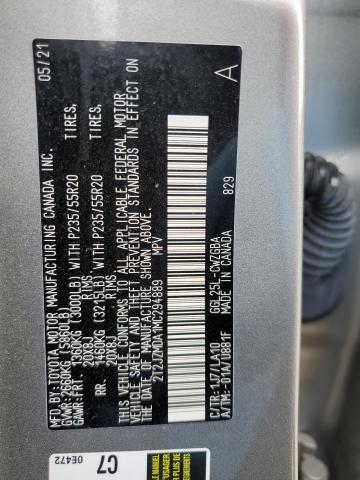 MFD.BY: TOYOTA MOTOR MANUFACTURING CANADA INC. 05/21
GVWR:2660KG (5860LB)
GAWR:FRT. 1360KG (3000LB) WITH P235/55R20 TIRES,
20X8J RIMS,
RR. 1460KG (3215LB) WITH P235/55R20 TIRES,
20X8J RIMS,
THIS VEHICLE CONFORMS TO ALL APPLICABLE FEDERAL MOTOR
VEHICLE SAFETY AND THEFT PREVENTION STANDARDS IN EFFECT ON
THE DATE OF MANUFACTURE SHOWN ABOVE.
2T2JZMDA1MC294889 MPV
A
829
C/TR:1J7/LA10 GGL25L-CWZGBA
A/TM:-01A/UB81F MADE IN CANADA
C7
0E472